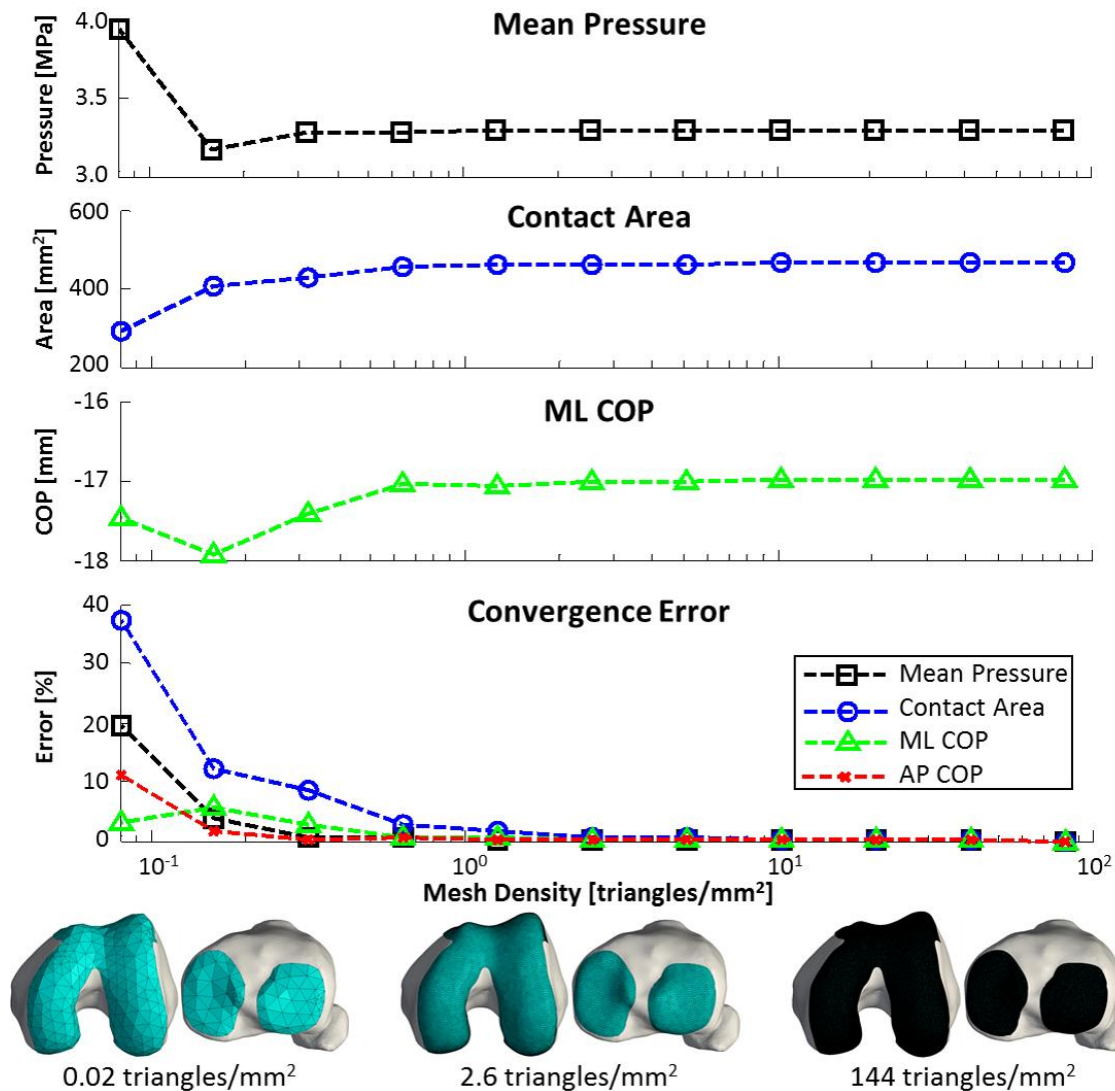 Mean Pressure
Pressure [MPa]
4.0
3.5
3.0
Contact Area
Area [mm²]
600
400
200
ML COP
COP [mm]
-16
-17
-18
Convergence Error
Error [%]
40
30
20
10
0
Mean Pressure
Contact Area
ML COP
AP COP
10⁻¹ 10⁰ 10¹ 10²
Mesh Density [triangles/mm²]
0.02 triangles/mm² 2.6 triangles/mm² 144 triangles/mm²